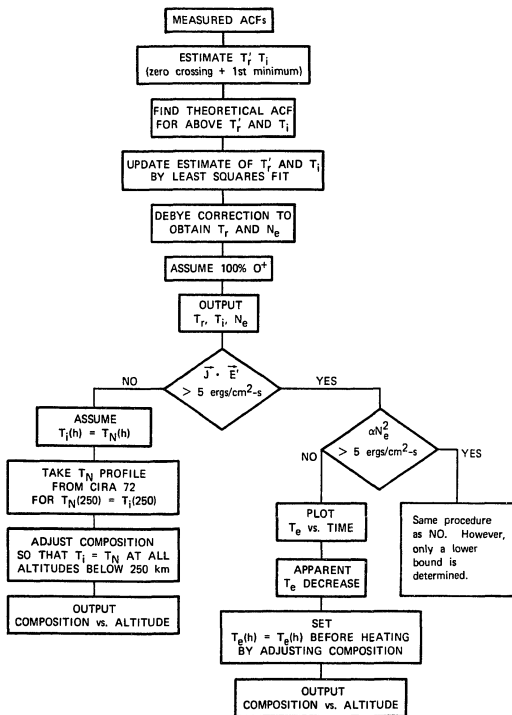 MEASURED ACFs
ESTIMATE T'r Ti
(zero crossing + 1st minimum)
FIND THEORETICAL ACF
FOR ABOVE T'r AND Ti
UPDATE ESTIMATE OF T'r AND Ti
BY LEAST SQUARES FIT
DEBYE CORRECTION TO
OBTAIN Tr AND Ne
ASSUME 100% O+
OUTPUT
Tr, Ti, Ne
J · E'
> 5 ergs/cm²-s
NO
YES
ASSUME
Ti(h) = TN(h)
TAKE TN PROFILE
FROM CIRA 72
FOR TN(250) = Ti(250)
ADJUST COMPOSITION
SO THAT Ti = TN AT ALL
ALTITUDES BELOW 250 km
OUTPUT
COMPOSITION vs. ALTITUDE
αNe²
> 5 ergs/cm²-s
NO
YES
PLOT
Te vs. TIME
APPARENT
Te DECREASE
SET
Te(h) = Te(h) BEFORE HEATING
BY ADJUSTING COMPOSITION
OUTPUT
COMPOSITION vs. ALTITUDE
Same procedure
as NO. However,
only a lower
bound is
determined.